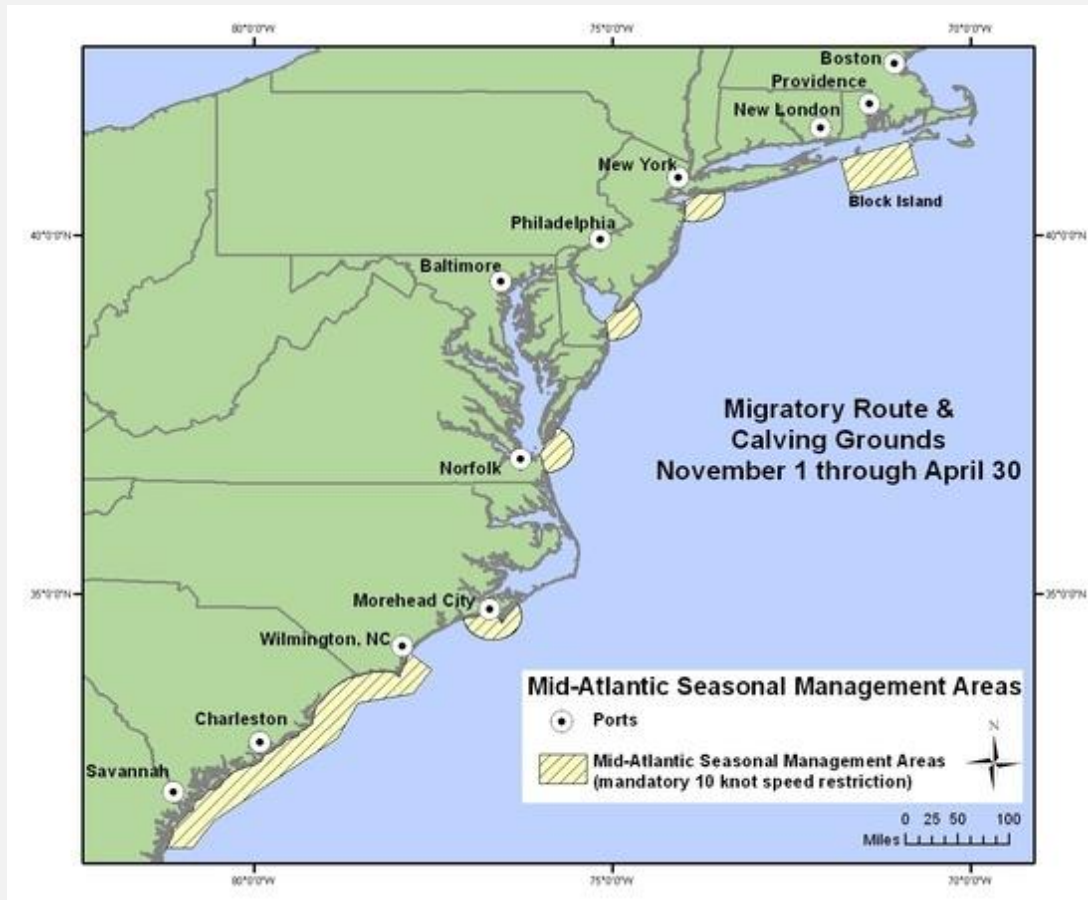 80°0'0"W 75°0'0"W 70°0'0"W
Boston
Providence
New London
New York
Block Island
Philadelphia
40°0'0"N 40°0'0"N
Baltimore
Migratory Route &
Calving Grounds
November 1 through April 30
Norfolk
35°0'0"N 35°0'0"N
Morehead City
Wilmington, NC
Charleston
Savannah
Mid-Atlantic Seasonal Management Areas
Ports
N
Mid-Atlantic Seasonal Management Areas
(mandatory 10 knot speed restriction)
0 25 50 100
Miles
80°0'0"W 75°0'0"W 70°0'0"W